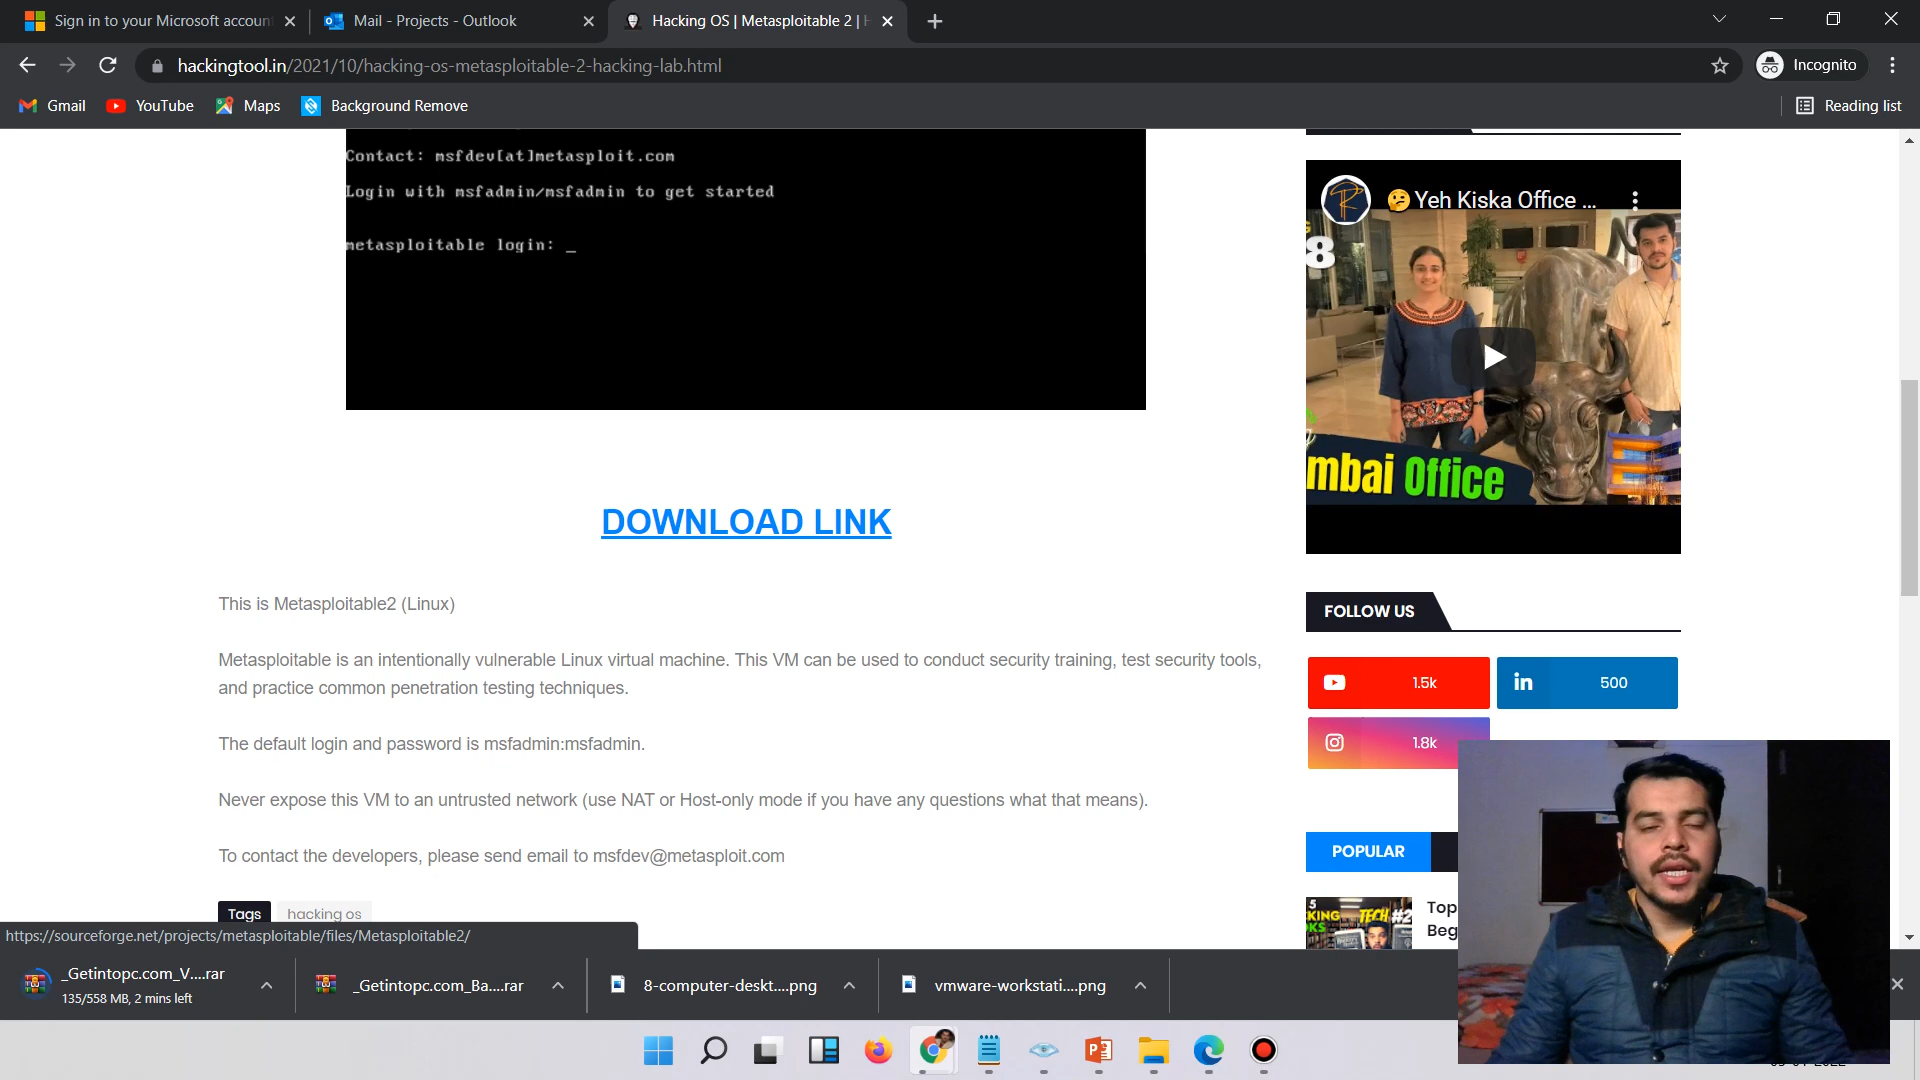 Sign in to your Microsoft accoun
Mail - Projects - Outlook
Hacking OS | Metasploitable 2 | H
hackingtool.in/2021/10/hacking-os-metasploitable-2-hacking-lab.html
Incognito
Gmail
YouTube
Maps
Background Remove
Reading list
Contact: msfdev[at]metasploit.com
Login with msfadmin/msfadmin to get started
metasploitable login: _
🤔Yeh Kiska Office ...
8
mbai Office
DOWNLOAD LINK
This is Metasploitable2 (Linux)
Metasploitable is an intentionally vulnerable Linux virtual machine. This VM can be used to conduct security training, test security tools,
and practice common penetration testing techniques.
The default login and password is msfadmin:msfadmin.
Never expose this VM to an untrusted network (use NAT or Host-only mode if you have any questions what that means).
To contact the developers, please send email to msfdev@metasploit.com
Tags
hacking os
FOLLOW US
1.5k
500
1.8k
POPULAR
5
KING
TECH #2
KS
Top
Beg
https://sourceforge.net/projects/metasploitable/files/Metasploitable2/
_Getintopc.com_V....rar
135/558 MB, 2 mins left
_Getintopc.com_Ba....rar
8-computer-deskt....png
vmware-workstati....png